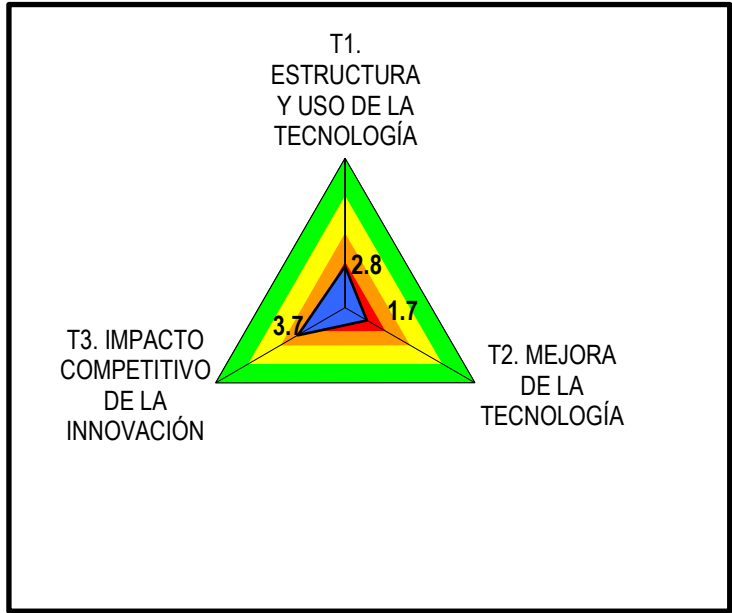 T1.
ESTRUCTURA
Y USO DE LA
TECNOLOGÍA
2.8
1.7
3.7
T2. MEJORA
DE LA
TECNOLOGÍA
T3. IMPACTO
COMPETITIVO
DE LA
INNOVACIÓN